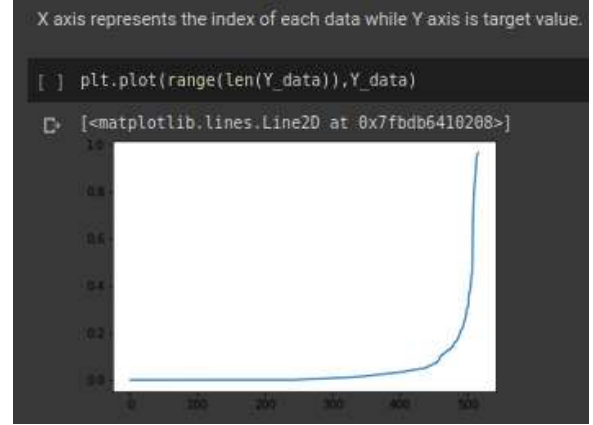 X axis represents the index of each data while Y axis is target value.
[ ] plt.plot(range(len(Y_data)),Y_data)
[<matplotlib.lines.Line2D at 0x7fbdb6410208>]
1.0
0.8
0.6
0.4
0.2
0.0
0 100 200 300 400 500